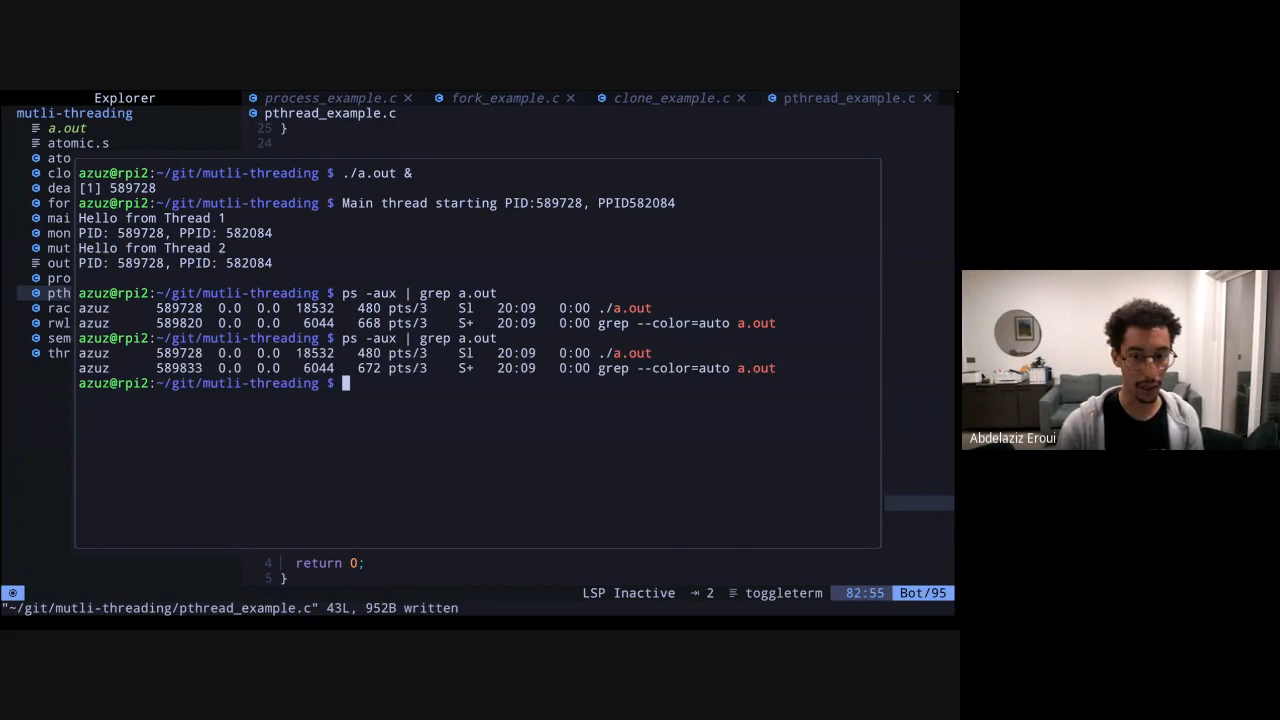 Explorer
process_example.c × fork_example.c × clone_example.c × pthread_example.c ×
mutli-threading
pthread_example.c
a.out
25 }
atomic.s
24
ato
clo
dea
for
mai
mon
mut
out
pro
pth
rac
rwl
sem
thr
azuz@rpi2:~/git/mutli-threading $ ./a.out &
[1] 589728
azuz@rpi2:~/git/mutli-threading $ Main thread starting PID:589728, PPID582084
Hello from Thread 1
PID: 589728, PPID: 582084
Hello from Thread 2
PID: 589728, PPID: 582084
azuz@rpi2:~/git/mutli-threading $ ps -aux | grep a.out
azuz 589728 0.0 0.0 18532 480 pts/3 Sl 20:09 0:00 ./a.out
azuz 589820 0.0 0.0 6044 668 pts/3 S+ 20:09 0:00 grep --color=auto a.out
azuz@rpi2:~/git/mutli-threading $ ps -aux | grep a.out
azuz 589728 0.0 0.0 18532 480 pts/3 Sl 20:09 0:00 ./a.out
azuz 589833 0.0 0.0 6044 672 pts/3 S+ 20:09 0:00 grep --color=auto a.out
azuz@rpi2:~/git/mutli-threading $
4 return 0;
5 }
LSP Inactive ⇥ 2 toggleterm 82:55 Bot/95
"~/git/mutli-threading/pthread_example.c" 43L, 952B written
Abdelaziz Eroui